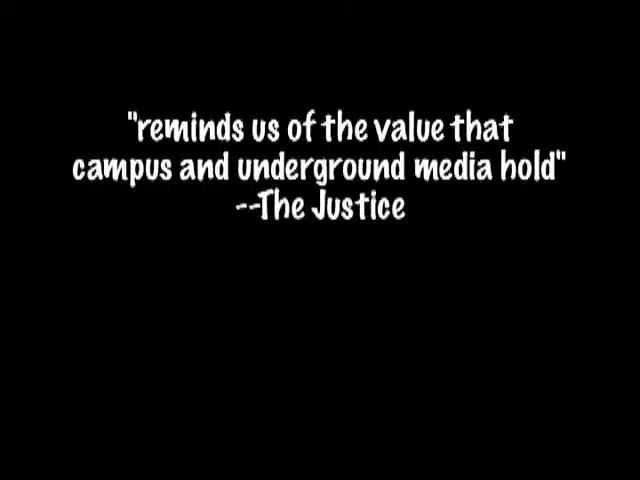 "reminds us of the value that
campus and underground media hold"
--The Justice